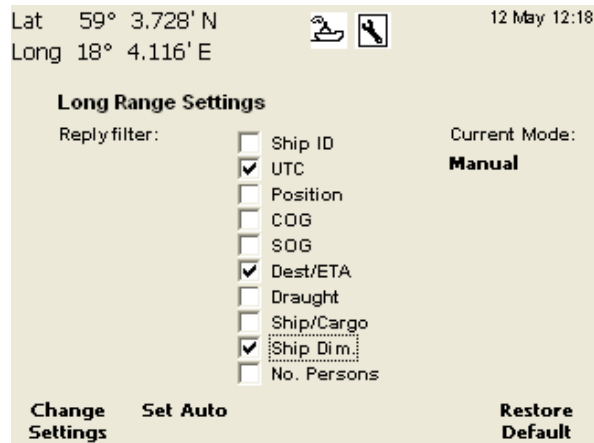 Lat 59° 3.728' N
12 May 12:18
Long 18° 4.116' E
Long Range Settings
Reply filter:
Ship ID
Current Mode:
UTC
Manual
Position
COG
SOG
Dest/ETA
Draught
Ship/Cargo
Ship Dim.
No. Persons
Change Settings
Set Auto
Restore Default